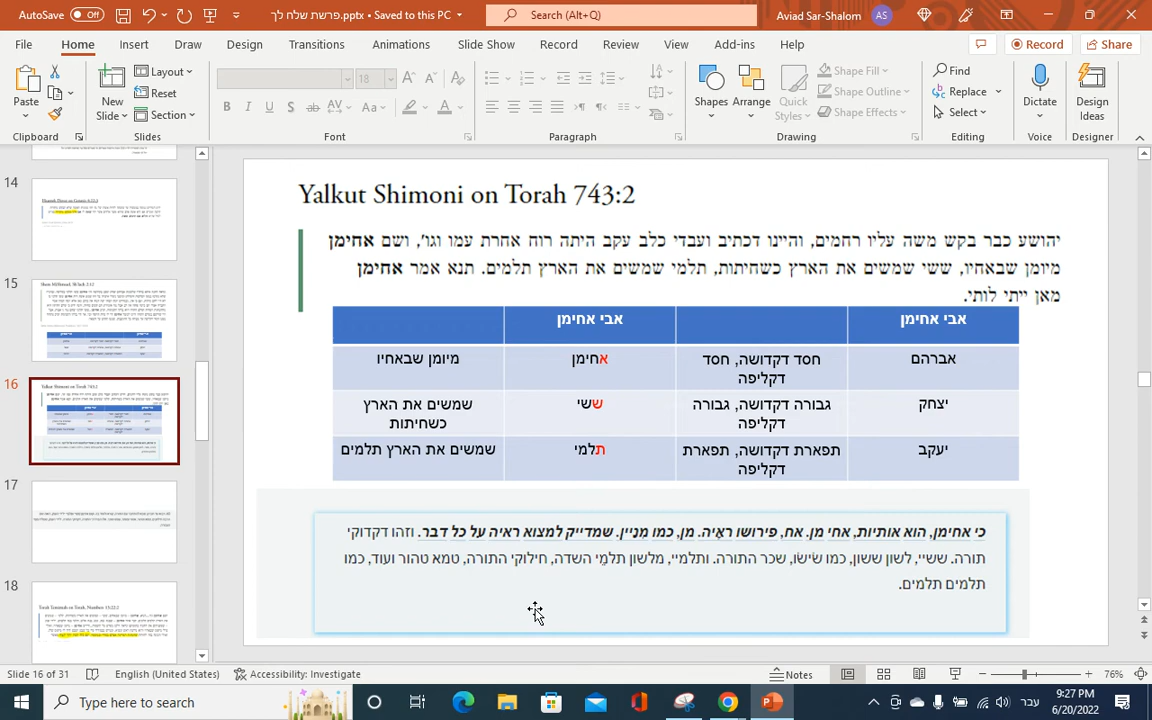 AutoSave Off פרשת שלח לך.pptx • Saved to this PC Search (Alt+Q) Aviad Sar-Shalom AS
File Home Insert Draw Design Transitions Animations Slide Show Record Review View Add-ins Help Record Share
Paste New Slide Layout Reset Section 18 Shapes Arrange Quick Styles Shape Fill Shape Outline Shape Effects Find Replace Select Dictate Design Ideas
Clipboard Slides Font Paragraph Drawing Editing Voice Designer
14
15
16
17
18
Yalkut Shimoni on Torah 743:2
יהושע כבר בקש משה עליו רחמים, והיינו דכתיב ועבדי כלב עקב היתה רוח אחרת עמו וגו', ושם אחימן
מיומן שבאחיו, ששי שמשים את הארץ כשחיתות, תלמי שמשים את הארץ תלמים. תנא אמר אחימן
מאן ייתי לותי.
אבי אחימן אבי אחימן
אברהם חסד דקדושה, חסד דקליפה אחימן מיומן שבאחיו
יצחק גבורה דקדושה, גבורה דקליפה ששי שמשים את הארץ כשחיתות
יעקב תפארת דקדושה, תפארת דקליפה תלמי שמשים את הארץ תלמים
כי אחימן, הוא אותיות, אחי מן. אח, פירושו ראיה. מן, כמו מניין. שמדייק למצוא ראיה על כל דבר. וזהו דקדוקי
תורה. ששיי, לשון ששון, כמו שישו, שכר התורה. ותלמיי, מלשון תלמי השדה, חילוקי התורה, טמא טהור ועוד, כמו
תלמים תלמים.
Slide 16 of 31 English (United States) Accessibility: Investigate Notes 76%
Type here to search עבר 9:27 PM
6/20/2022